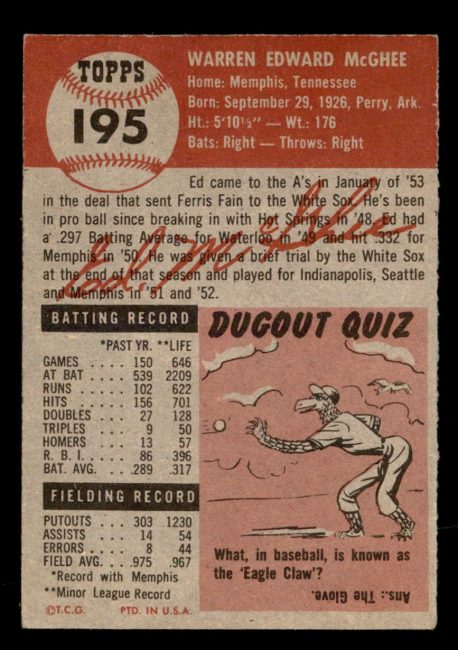 TOPPS
195
WARREN EDWARD McGHEE
Home: Memphis, Tennessee
Born: September 29, 1926, Perry, Ark.
Ht.: 5'10½" — Wt.: 176
Bats: Right — Throws: Right
Ed came to the A's in January of '53
in the deal that sent Ferris Fain to the White Sox. He's been
in pro ball since breaking in with Hot Springs in '48. Ed had
a .297 Batting Average for Waterloo in '49 and hit .332 for
Memphis in '50. He was given a brief trial by the White Sox
at the end of that season and played for Indianapolis, Seattle
and Memphis in '51 and '52.
Ed McGhee
BATTING RECORD
*PAST YR. **LIFE
GAMES .... 150 646
AT BAT .... 539 2209
RUNS .... 102 622
HITS .... 156 701
DOUBLES ... 27 128
TRIPLES ... 9 50
HOMERS ... 13 57
R. B. I. .... 86 396
BAT. AVG. ... .289 .317
FIELDING RECORD
PUTOUTS ... 303 1230
ASSISTS ... 14 54
ERRORS ... 8 44
FIELD AVG. ... .975 .967
*Record with Memphis
**Minor League Record
©T.C.G. PTD. IN U.S.A.
DUGOUT QUIZ
What, in baseball, is known as
the 'Eagle Claw'?
Ans.: The Glove.